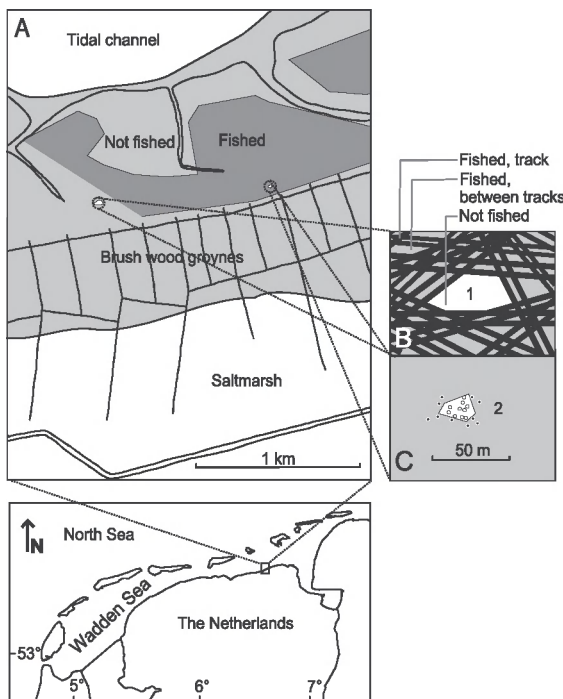 A
Tidal channel
Not fished
Fished
Brush wood groynes
Saltmarsh
1 km
Fished, track
Fished,
between tracks
Not fished
1
B
2
50 m
C
N
North Sea
Wadden Sea
The Netherlands
53°
5°
6°
7°